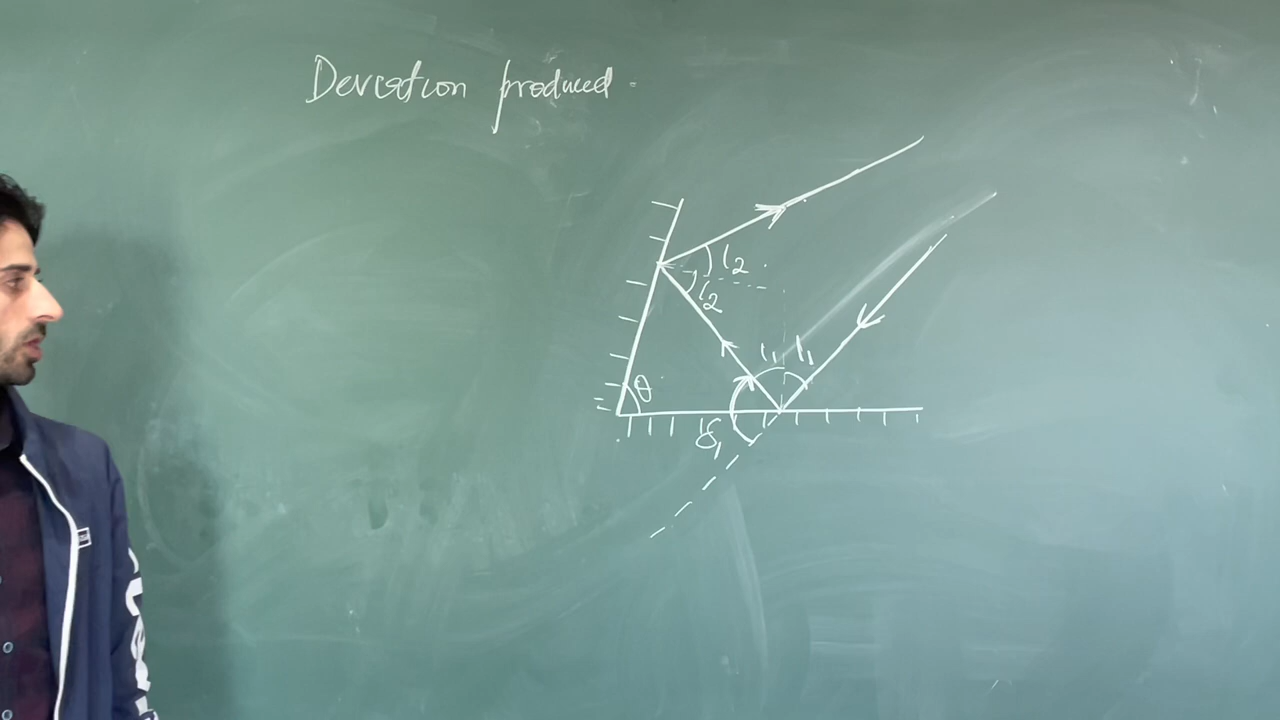 Deviation produced
i2
i2
i1 i1
θ
δ1